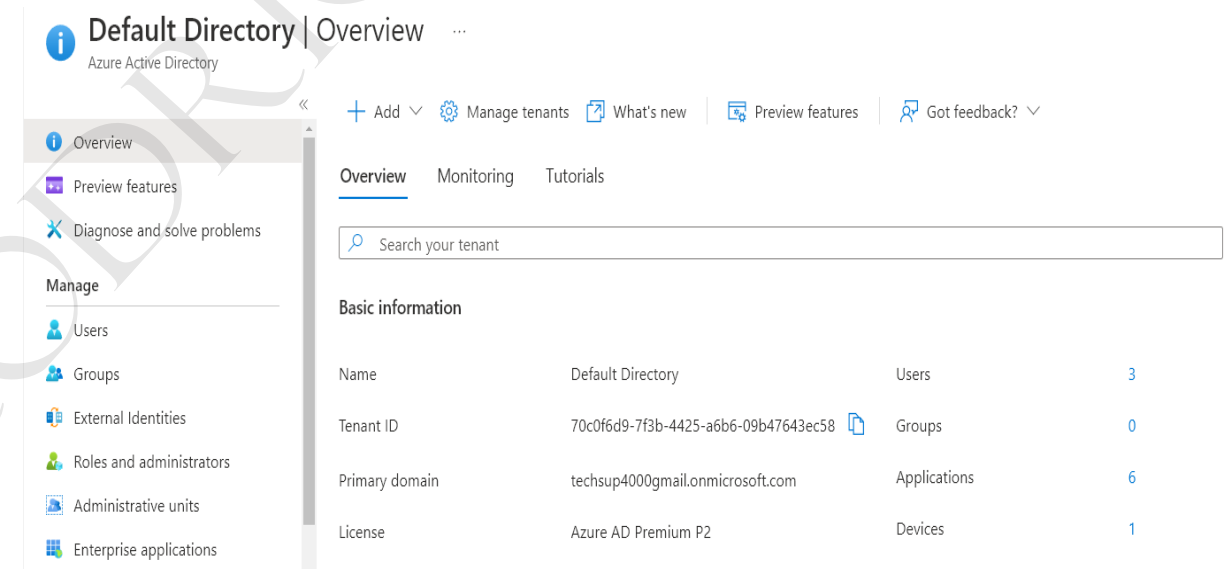 Default Directory | Overview ...
Azure Active Directory
Overview
Preview features
Diagnose and solve problems
Manage
Users
Groups
External Identities
Roles and administrators
Administrative units
Enterprise applications
Add
Manage tenants
What's new
Preview features
Got feedback?
Overview Monitoring Tutorials
Search your tenant
Basic information
Name Default Directory Users 3
Tenant ID 70c0f6d9-7f3b-4425-a6b6-09b47643ec58 Groups 0
Primary domain techsup4000gmail.onmicrosoft.com Applications 6
License Azure AD Premium P2 Devices 1